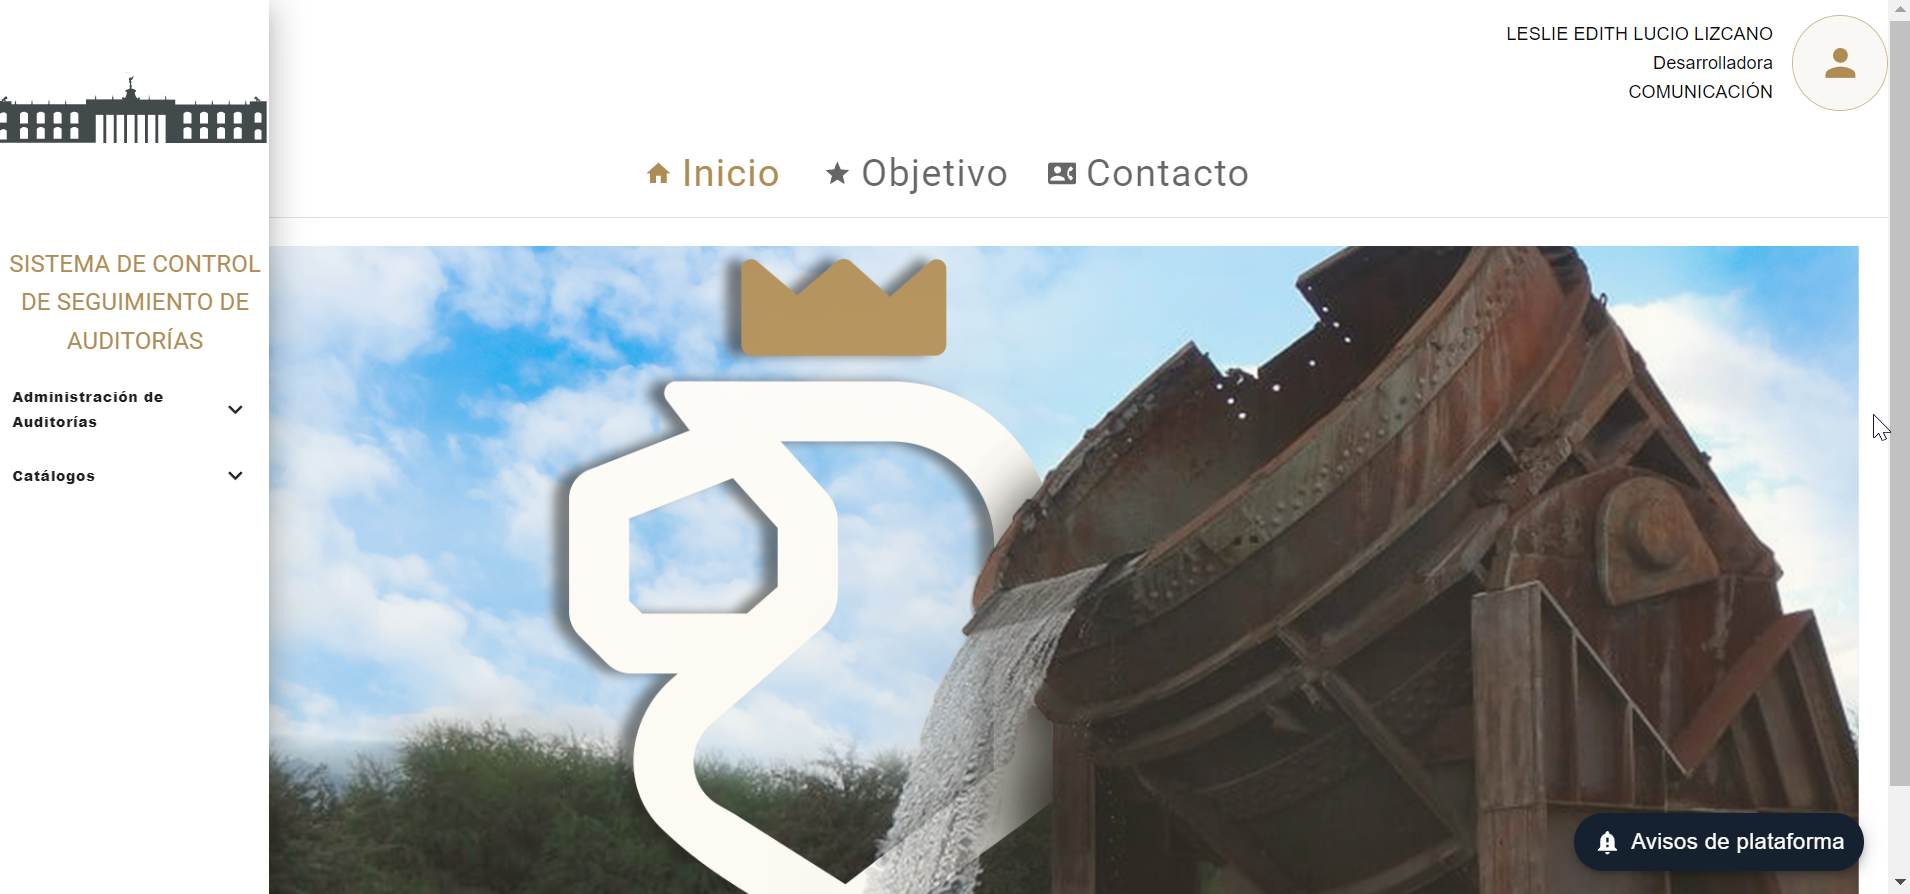 LESLIE EDITH LUCIO LIZCANO
Desarrolladora
COMUNICACIÓN
Inicio
Objetivo
Contacto
SISTEMA DE CONTROL
DE SEGUIMIENTO DE
AUDITORÍAS
Administración de
Auditorías
Catálogos
Avisos de plataforma